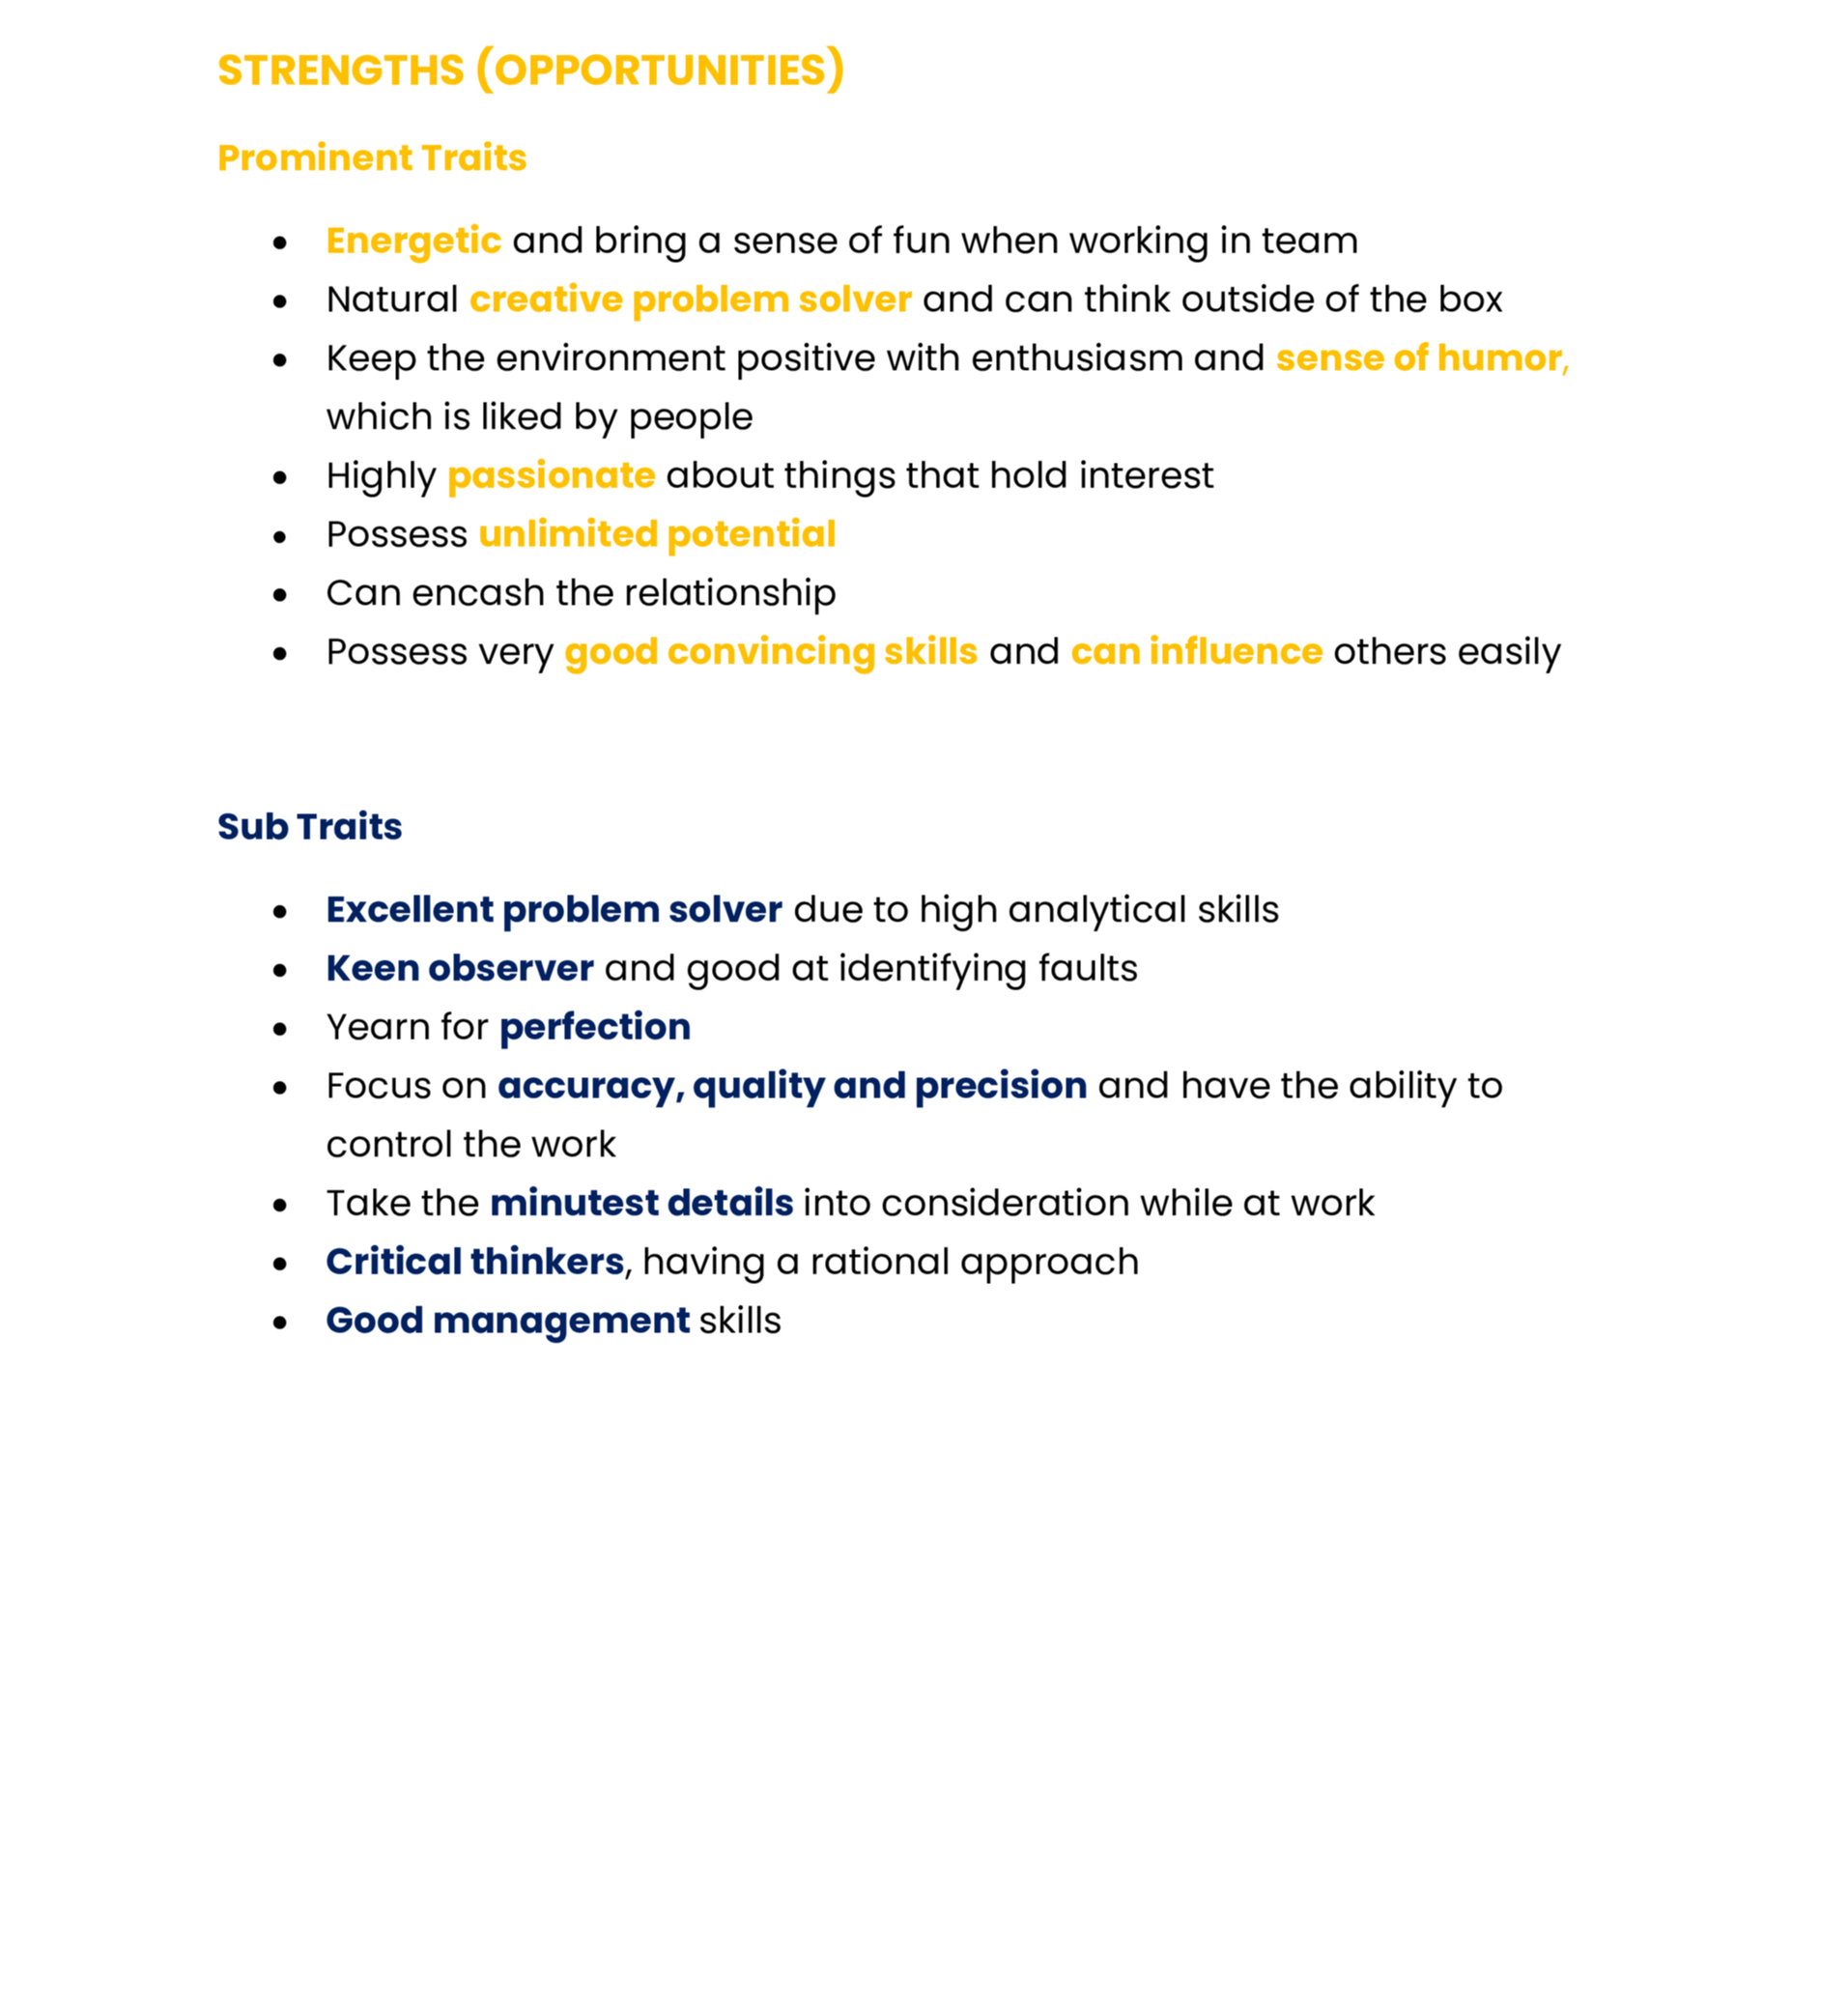 STRENGTHS (OPPORTUNITIES)
Prominent Traits
• Energetic and bring a sense of fun when working in team
• Natural creative problem solver and can think outside of the box
• Keep the environment positive with enthusiasm and sense of humor,
which is liked by people
• Highly passionate about things that hold interest
• Possess unlimited potential
• Can encash the relationship
• Possess very good convincing skills and can influence others easily
Sub Traits
• Excellent problem solver due to high analytical skills
• Keen observer and good at identifying faults
• Yearn for perfection
• Focus on accuracy, quality and precision and have the ability to
control the work
• Take the minutest details into consideration while at work
• Critical thinkers, having a rational approach
• Good management skills